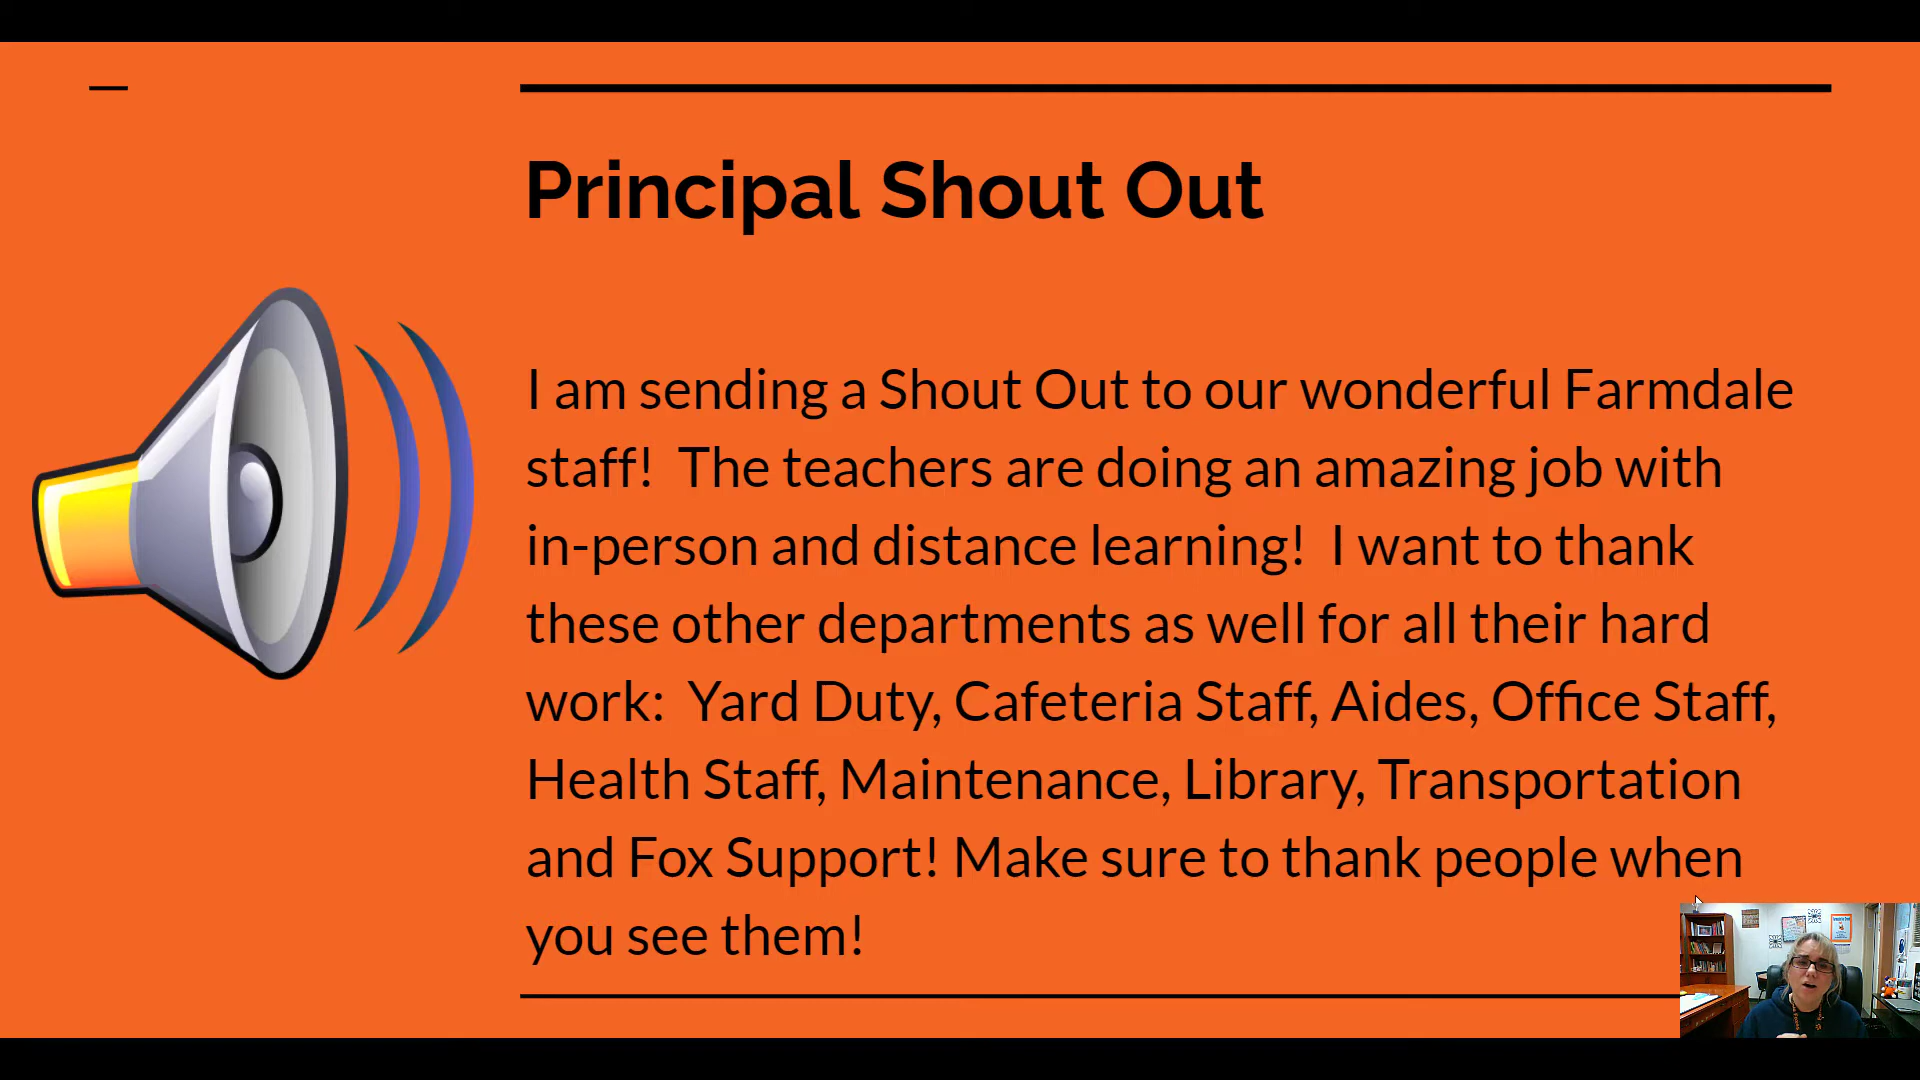 Principal Shout Out
I am sending a Shout Out to our wonderful Farmdale
staff!  The teachers are doing an amazing job with
in-person and distance learning!  I want to thank
these other departments as well for all their hard
work:  Yard Duty, Cafeteria Staff, Aides, Office Staff,
Health Staff, Maintenance, Library, Transportation
and Fox Support! Make sure to thank people when
you see them!